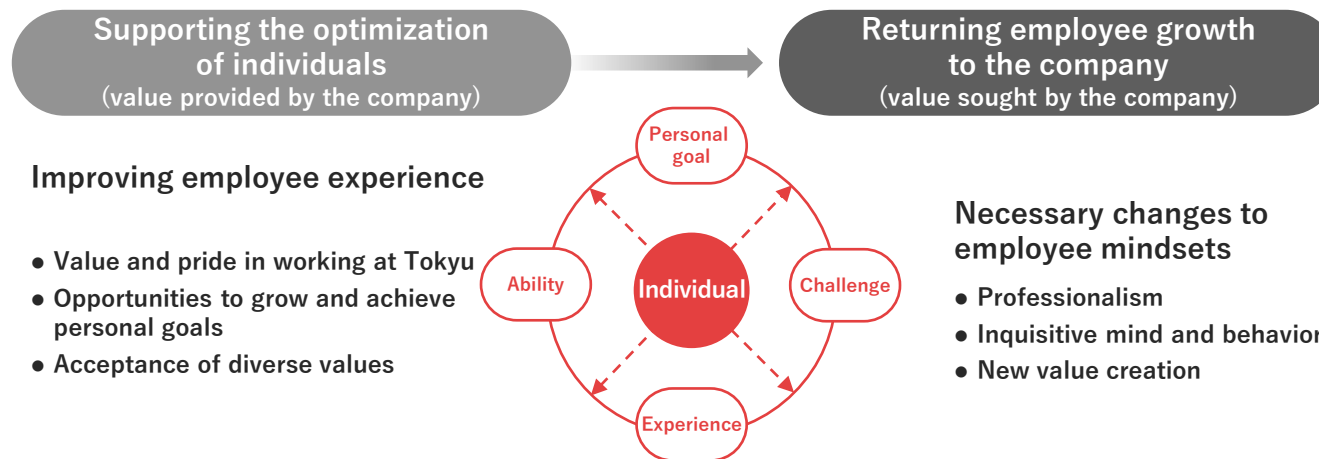 Supporting the optimization
of individuals
(value provided by the company)
Returning employee growth
to the company
(value sought by the company)
Improving employee experience
● Value and pride in working at Tokyu
● Opportunities to grow and achieve
personal goals
● Acceptance of diverse values
Personal
goal
Ability
Individual
Challenge
Experience
Necessary changes to
employee mindsets
● Professionalism
● Inquisitive mind and behavior
● New value creation